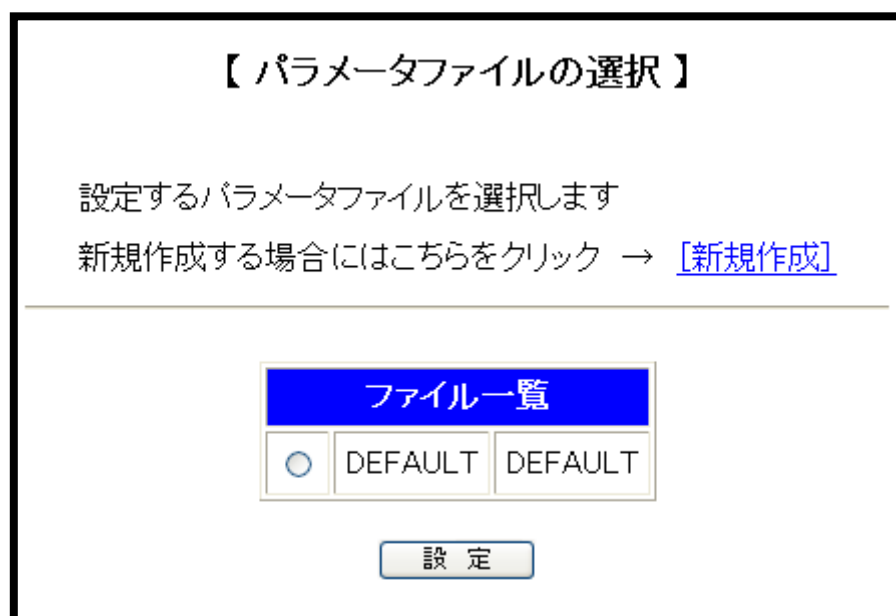 【 パラメータファイルの選択 】
設定するパラメータファイルを選択します
新規作成する場合にはこちらをクリック → [新規作成]
ファイル一覧
DEFAULT DEFAULT
設 定